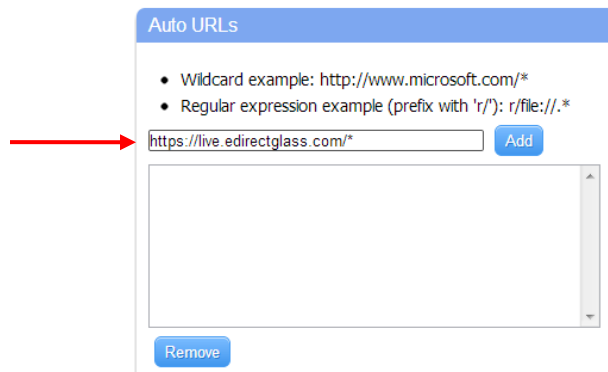 Auto URLs
• Wildcard example: http://www.microsoft.com/*
• Regular expression example (prefix with 'r/'): r/file://.*
https://live.edirectglass.com/*
Add
Remove